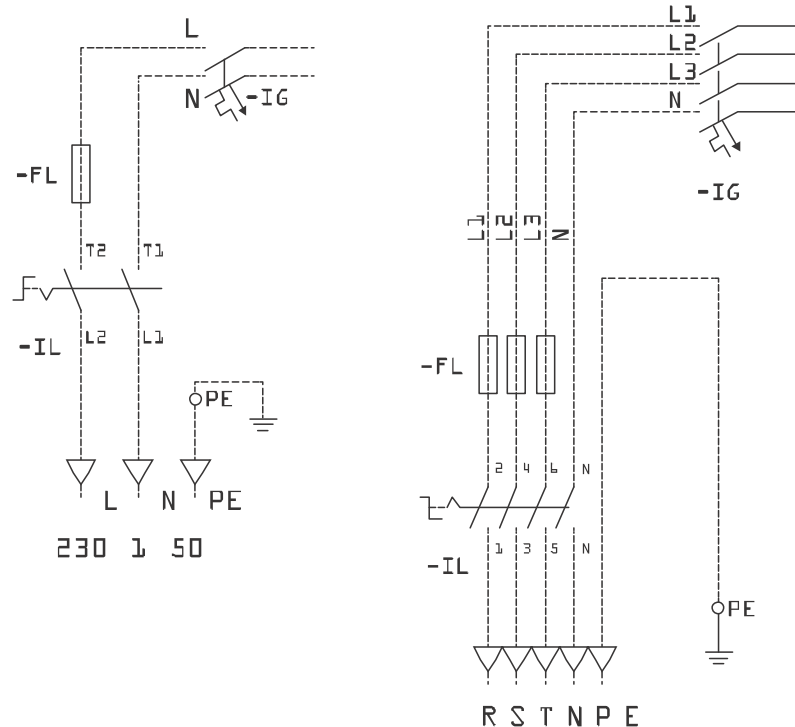 L
N -IG
-FL
T2 T1
-IL L2 L1
PE
L N PE
230 1 50
L1
L2
L3
N
-IG
L1 L2 L3 N
-FL
2 4 6 N
1 3 5 N
-IL
PE
R S T N P E